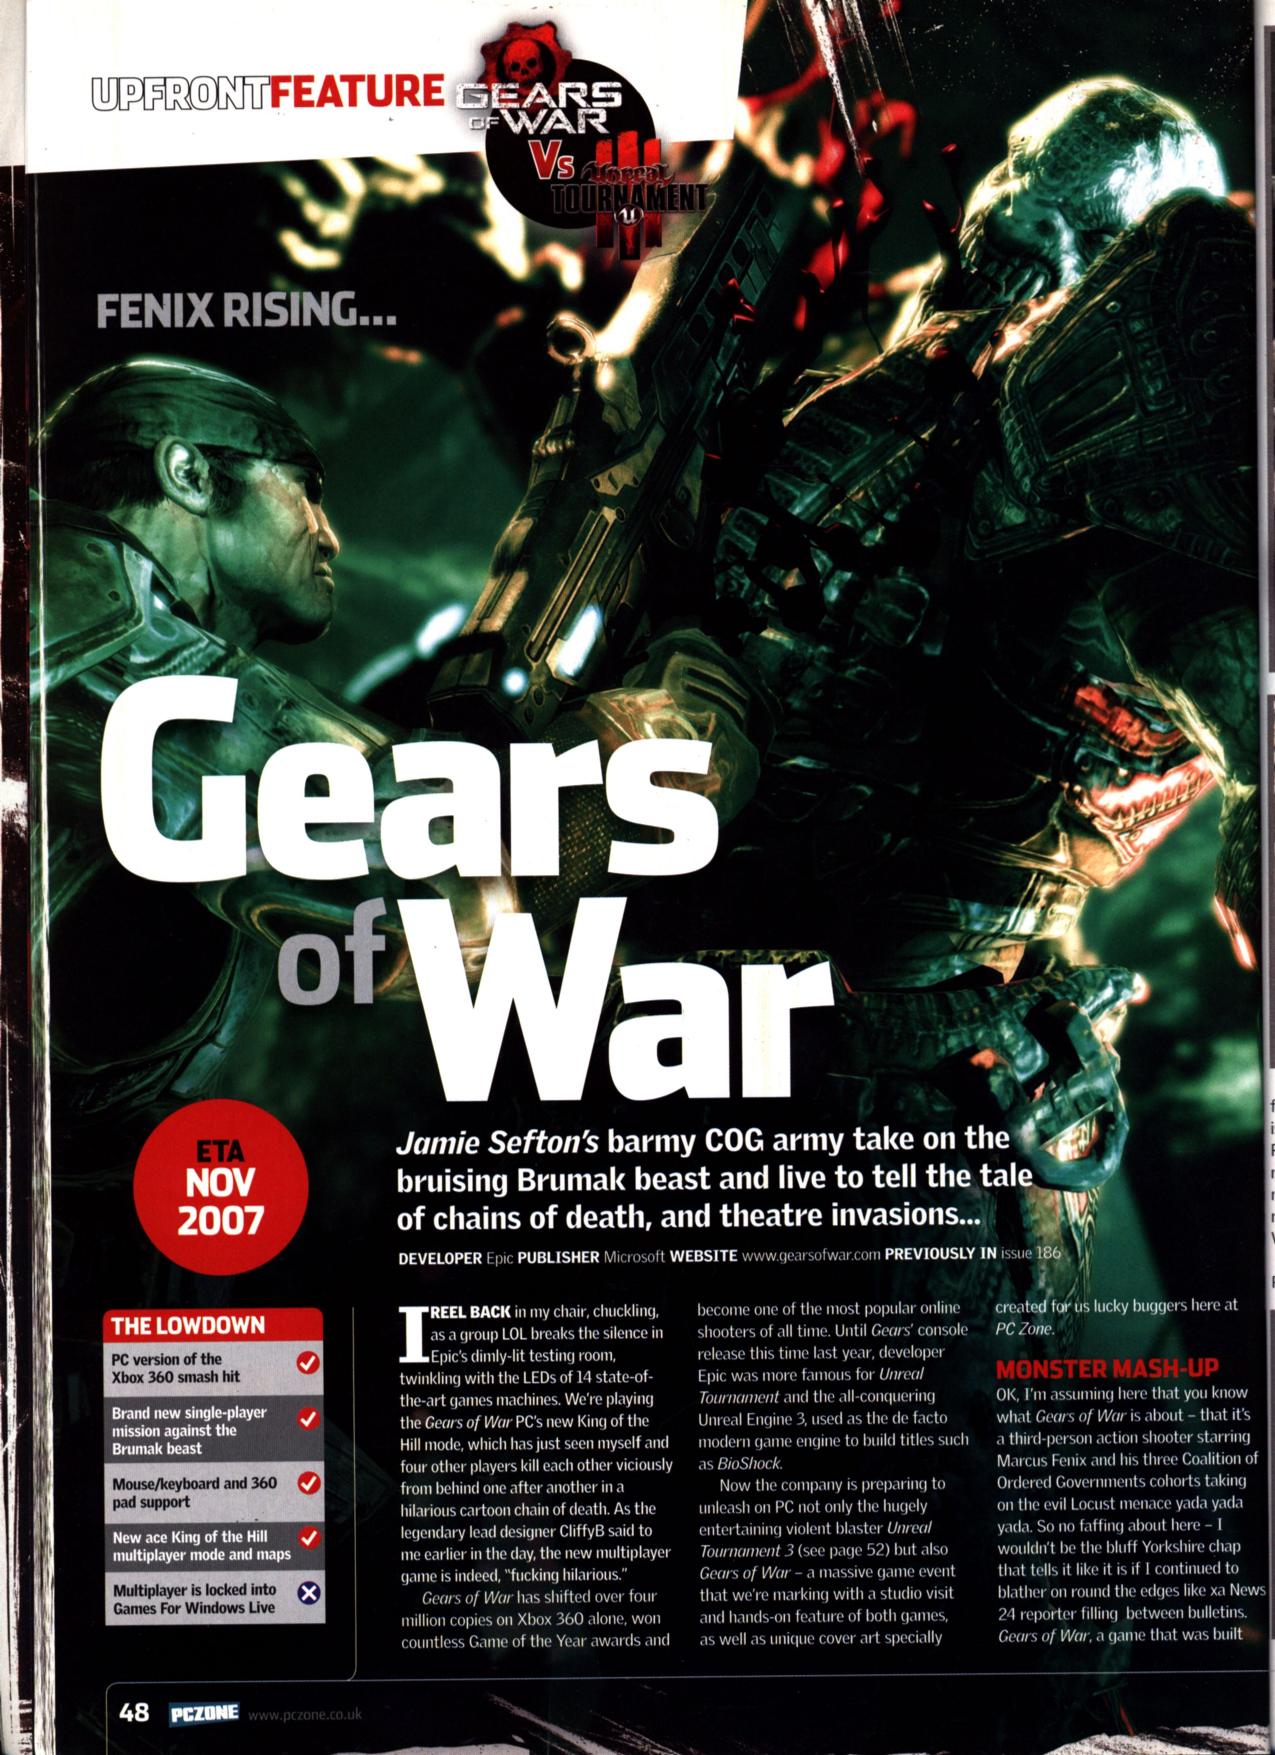 UPFRONTFEATURE
GEARS
OF WAR
Vs
Unreal
TOURNAMENT
FENIX RISING...
Gears
of War
ETA
NOV
2007
Jamie Sefton's barmy COG army take on the
bruising Brumak beast and live to tell the tale
of chains of death, and theatre invasions...
DEVELOPER Epic PUBLISHER Microsoft WEBSITE www.gearsofwar.com PREVIOUSLY IN issue 186
THE LOWDOWN
PC version of the
Xbox 360 smash hit
Brand new single-player
mission against the
Brumak beast
Mouse/keyboard and 360
pad support
New ace King of the Hill
multiplayer mode and maps
Multiplayer is locked into
Games For Windows Live
I REEL BACK in my chair, chuckling,
as a group LOL breaks the silence in
Epic's dimly-lit testing room,
twinkling with the LEDs of 14 state-of-
the-art games machines. We're playing
the Gears of War PC's new King of the
Hill mode, which has just seen myself and
four other players kill each other viciously
from behind one after another in a
hilarious cartoon chain of death. As the
legendary lead designer CliffyB said to
me earlier in the day, the new multiplayer
game is indeed, "fucking hilarious."
Gears of War has shifted over four
million copies on Xbox 360 alone, won
countless Game of the Year awards and
become one of the most popular online
shooters of all time. Until Gears' console
release this time last year, developer
Epic was more famous for Unreal
Tournament and the all-conquering
Unreal Engine 3, used as the de facto
modern game engine to build titles such
as BioShock.
Now the company is preparing to
unleash on PC not only the hugely
entertaining violent blaster Unreal
Tournament 3 (see page 52) but also
Gears of War – a massive game event
that we're marking with a studio visit
and hands-on feature of both games,
as well as unique cover art specially
created for us lucky buggers here at
PC Zone.
MONSTER MASH-UP
OK, I'm assuming here that you know
what Gears of War is about – that it's
a third-person action shooter starring
Marcus Fenix and his three Coalition of
Ordered Governments cohorts taking
on the evil Locust menace yada yada
yada. So no faffing about here – I
wouldn't be the bluff Yorkshire chap
that tells it like it is if I continued to
blather on round the edges like xa News
24 reporter filling between bulletins.
Gears of War, a game that was built
48 PCZONE www.pczone.co.uk